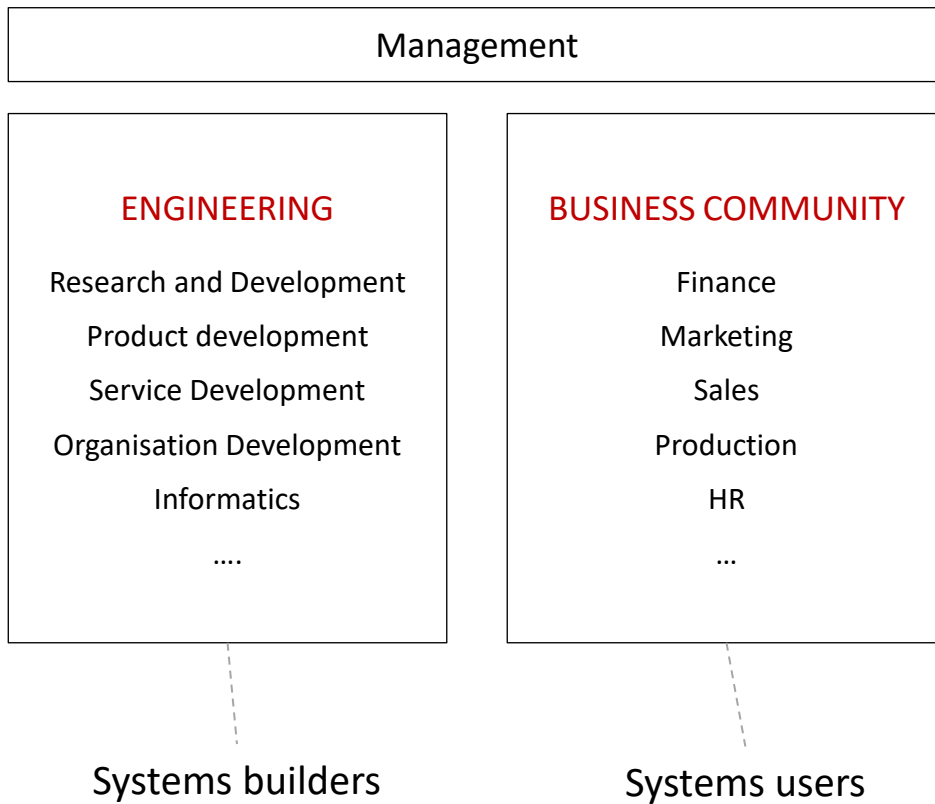 Management
ENGINEERING
Research and Development
Product development
Service Development
Organisation Development
Informatics
....
BUSINESS COMMUNITY
Finance
Marketing
Sales
Production
HR
...
Systems builders
Systems users